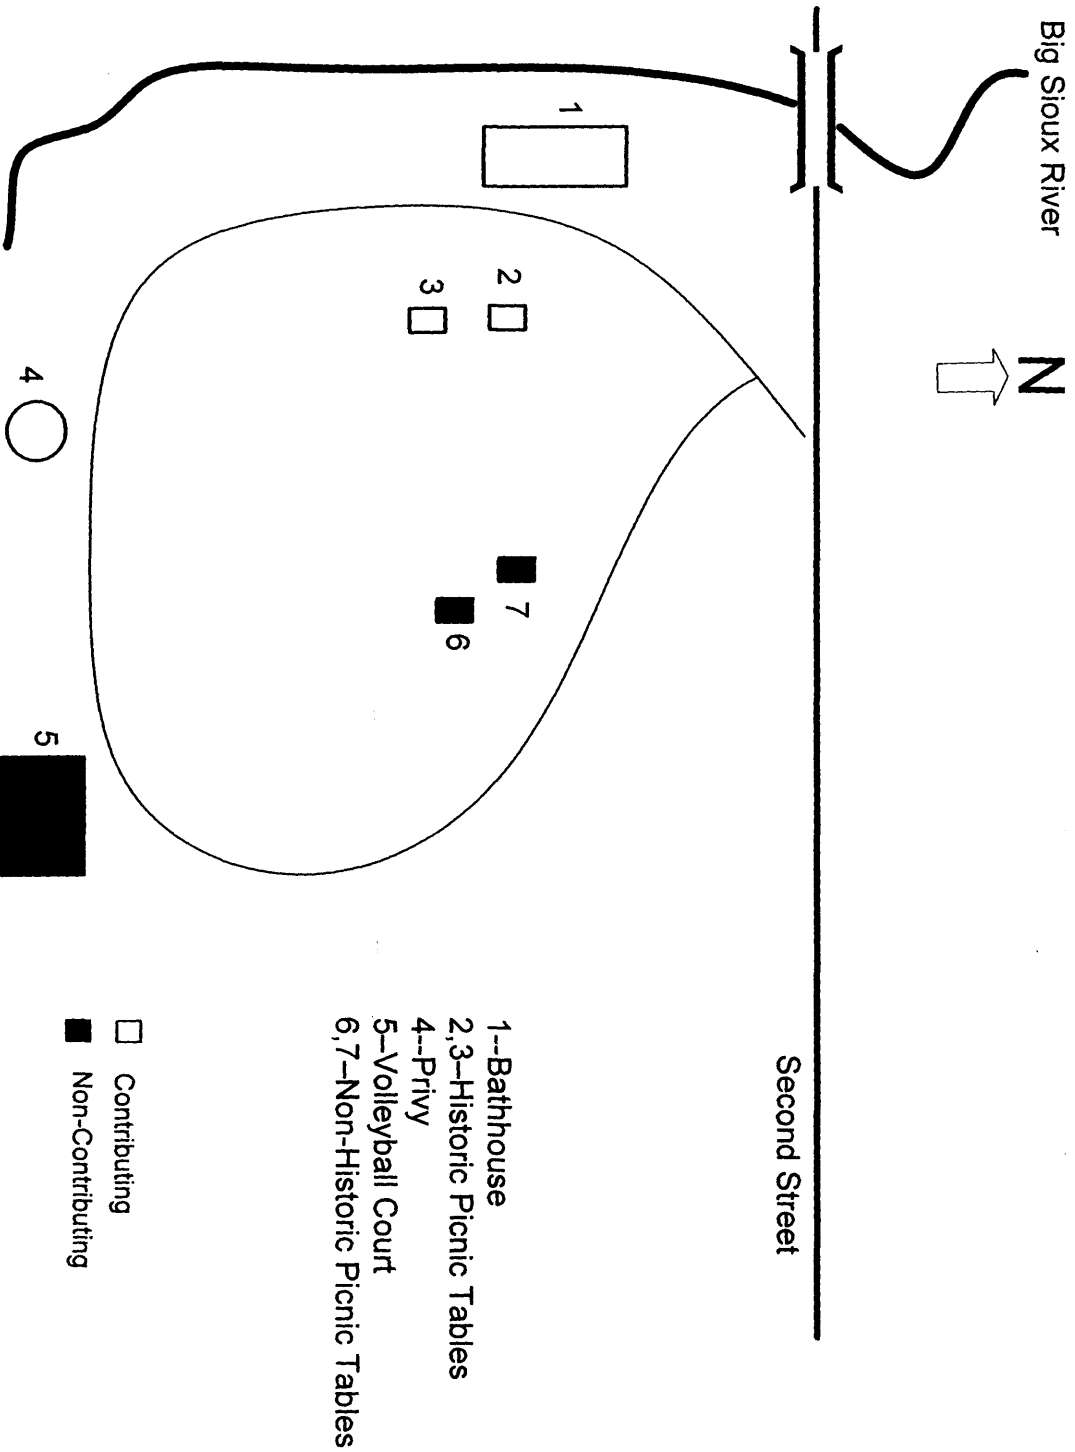 Big Sioux River
N
Second Street
1
2
3
4
5
6
7
1--Bathhouse
2,3--Historic Picnic Tables
4--Privy
5--Volleyball Court
6,7--Non-Historic Picnic Tables
Contributing
Non-Contributing